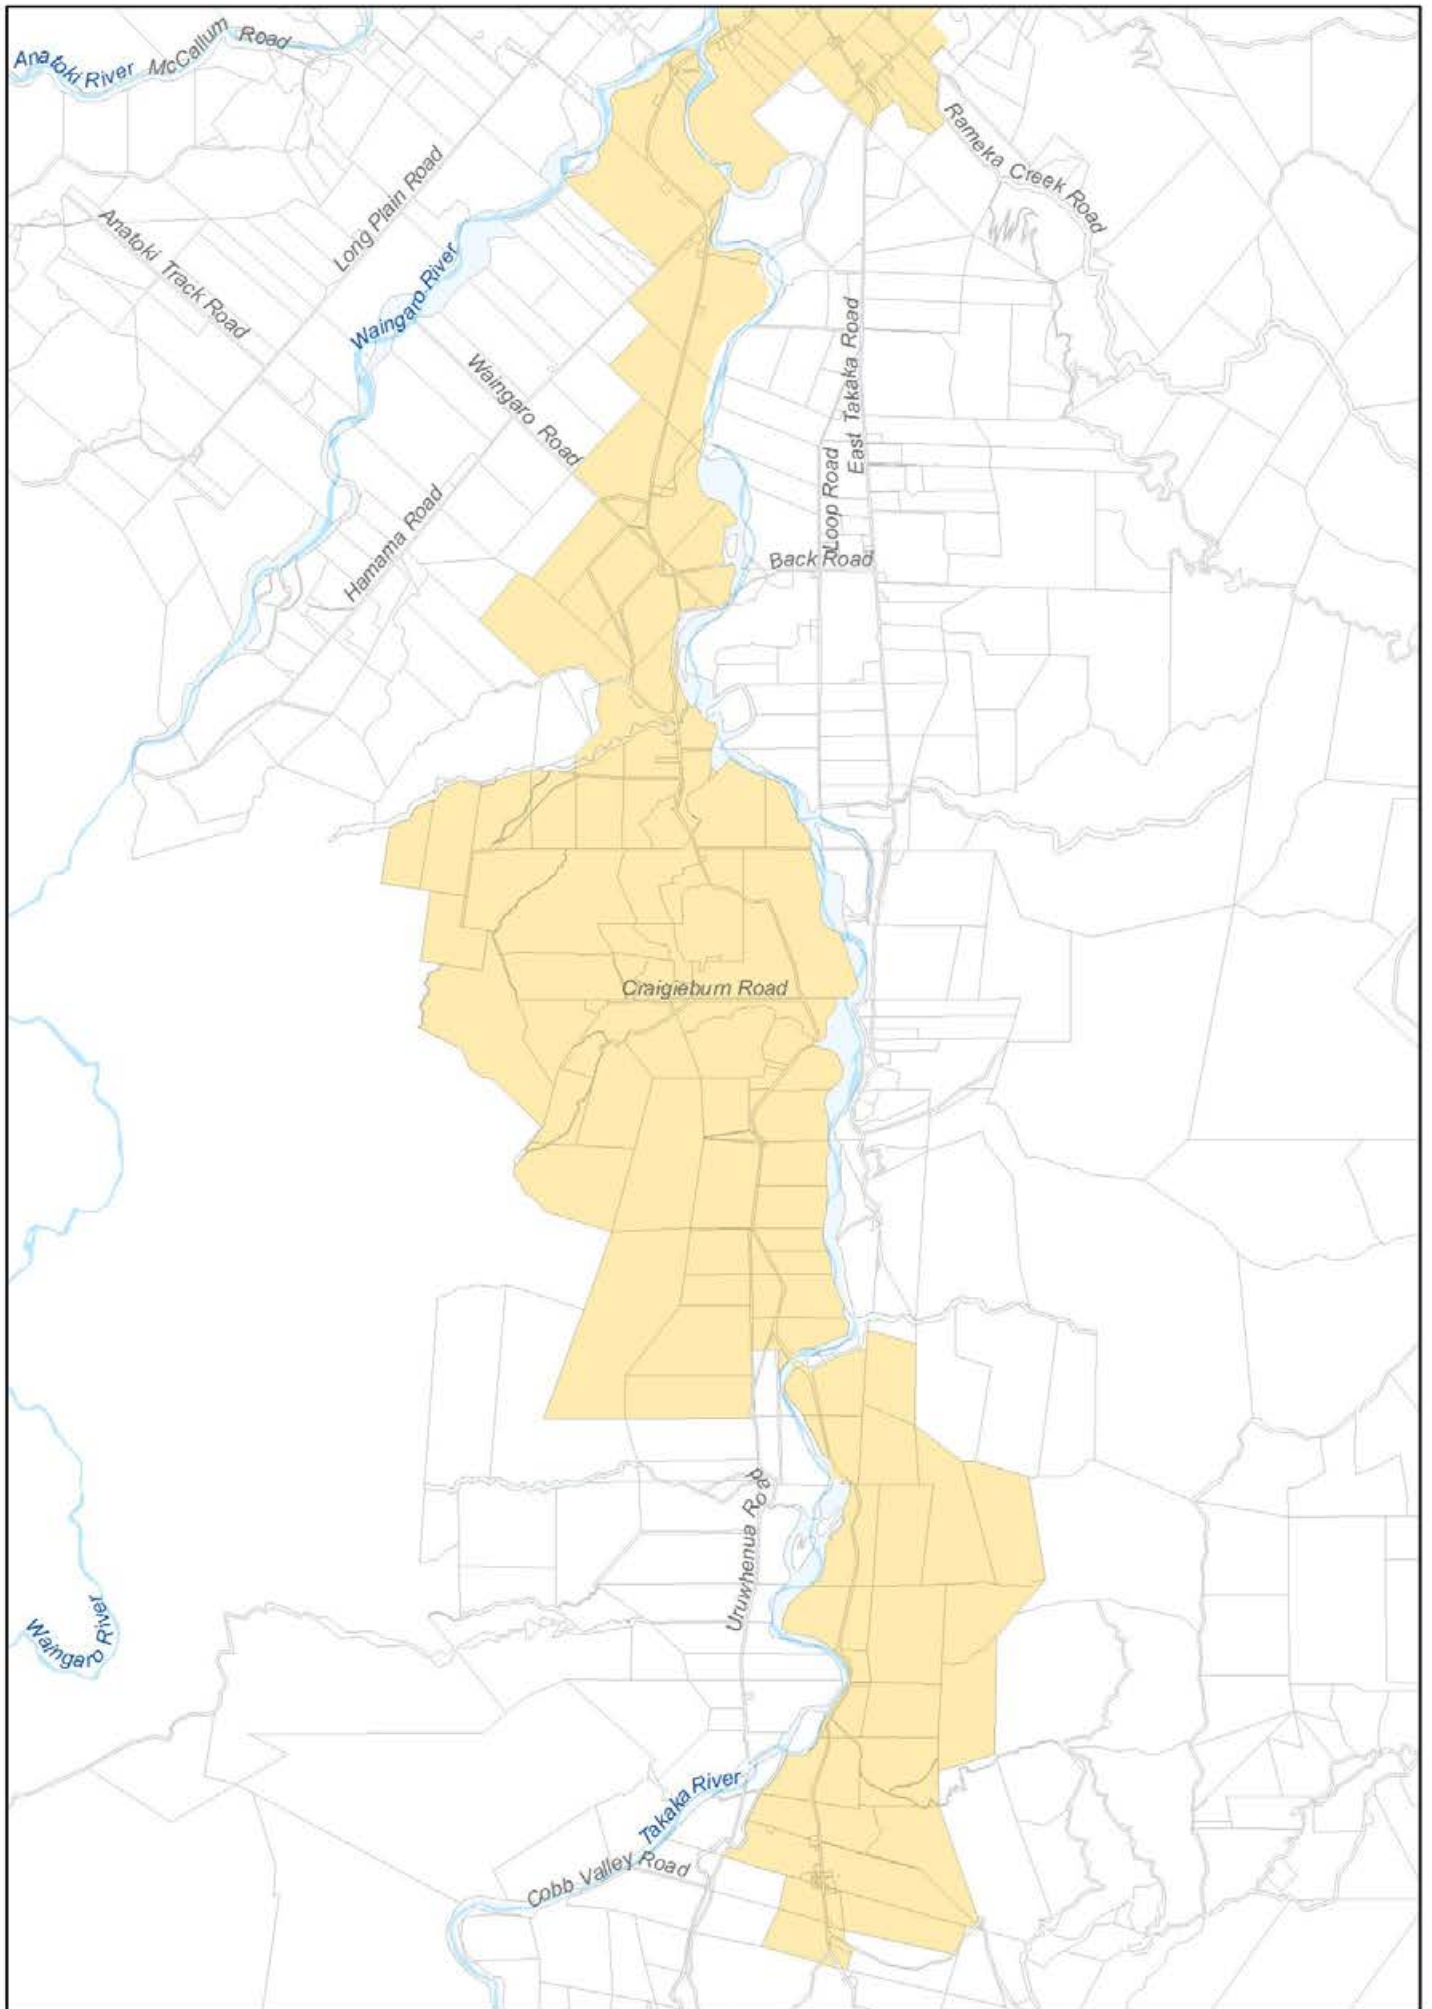 Anatoki River
McCallum Road
Rameka Creek Road
Long Plain Road
Anatoki Track Road
Waingaro River
East Takaka Road
Waingaro Road
Loop Road
Hamama Road
Back Road
Craigieburn Road
Uruwhenua Road
Waingaro River
Takaka River
Cobb Valley Road